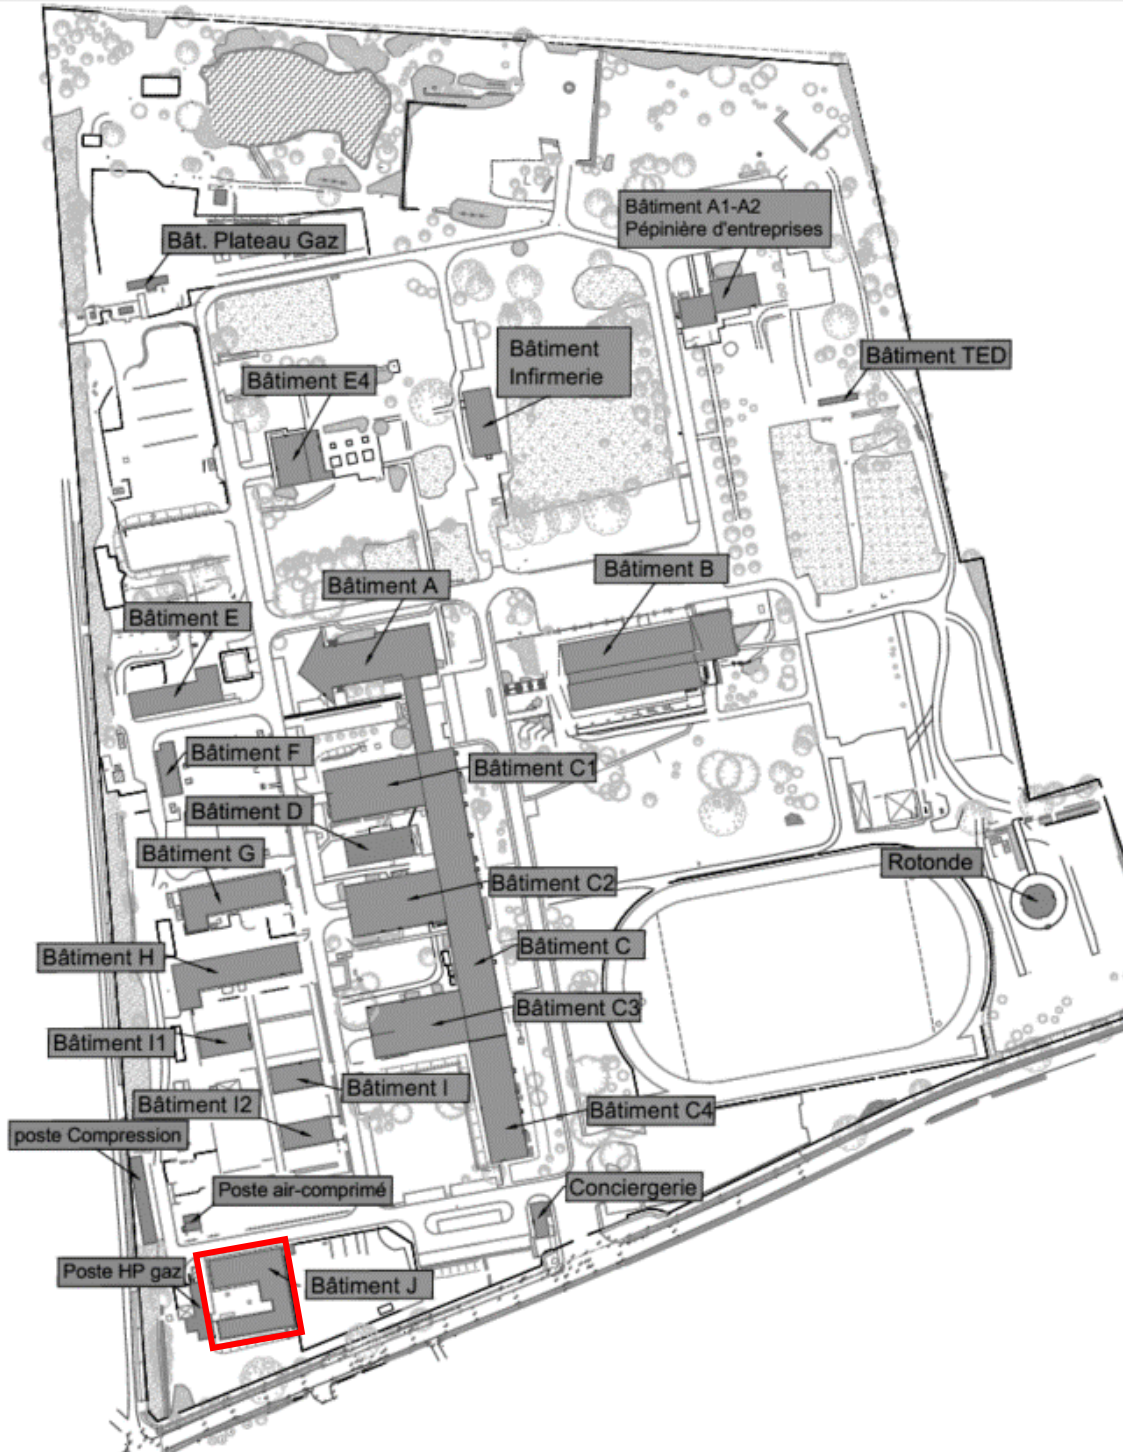 Bâtiment A1-A2
Pépinière d'entreprises
Bât. Plateau Gaz
Bâtiment
Infirmerie
Bâtiment TED
Bâtiment E4
Bâtiment B
Bâtiment A
Bâtiment E
Bâtiment F
Bâtiment C1
Bâtiment D
Bâtiment G
Rotonde
Bâtiment C2
Bâtiment C
Bâtiment H
Bâtiment C3
Bâtiment I1
Bâtiment I
Bâtiment I2
Bâtiment C4
poste Compression
Poste air-comprimé
Conciergerie
Poste HP gaz
Bâtiment J